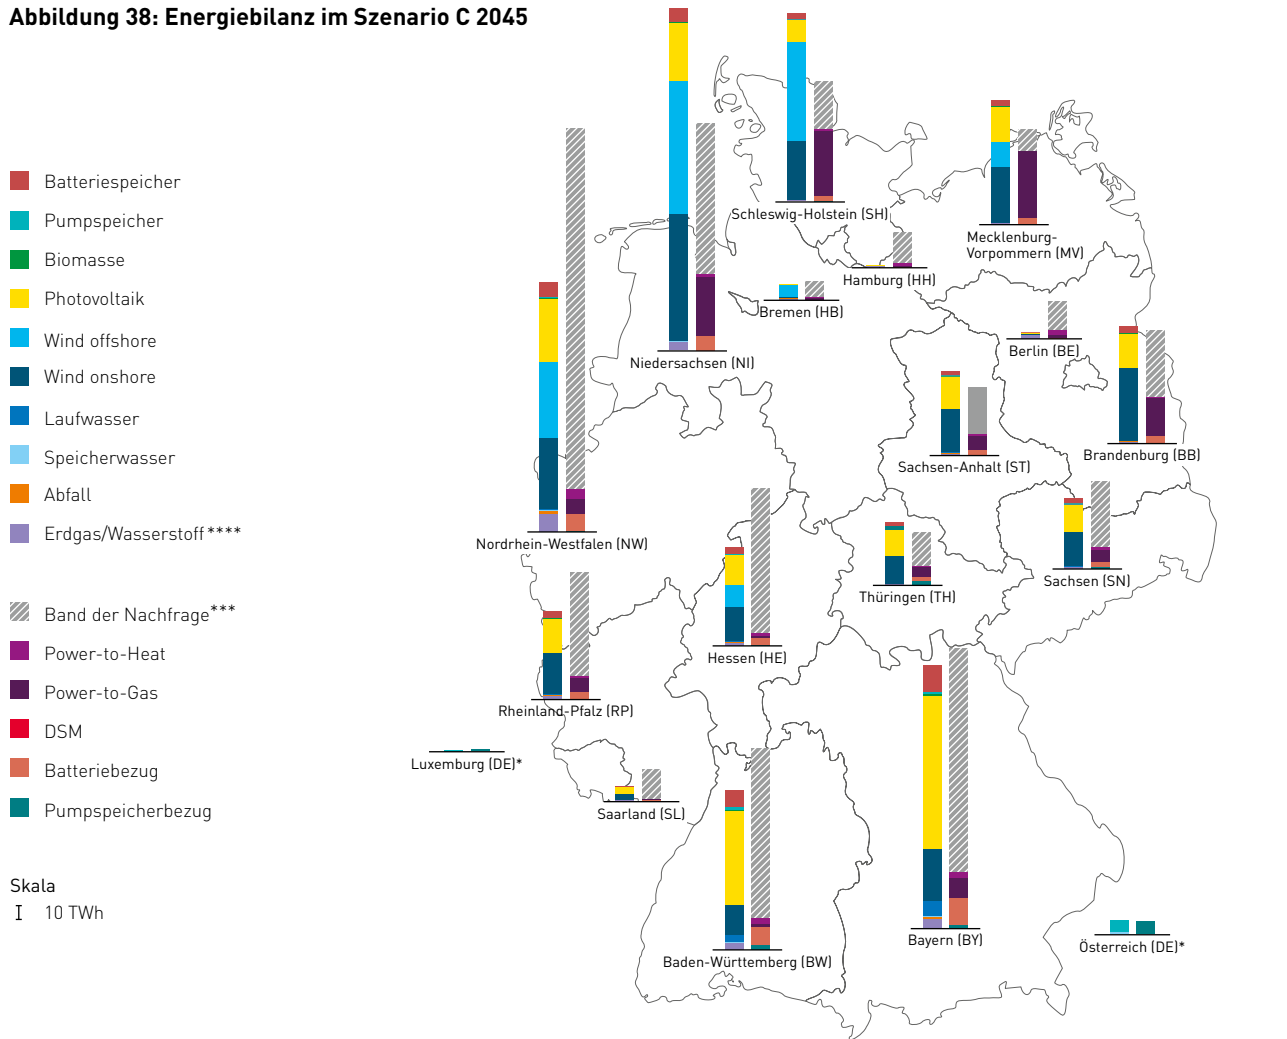 Abbildung 38: Energiebilanz im Szenario C 2045
Batteriespeicher
Pumpspeicher
Biomasse
Photovoltaik
Wind offshore
Wind onshore
Laufwasser
Speicherwasser
Abfall
Erdgas/Wasserstoff****
Band der Nachfrage***
Power-to-Heat
Power-to-Gas
DSM
Batteriebezug
Pumpspeicherbezug
Skala
10 TWh
Schleswig-Holstein (SH)
Mecklenburg-
Vorpommern (MV)
Hamburg (HH)
Bremen (HB)
Berlin (BE)
Niedersachsen (NI)
Brandenburg (BB)
Sachsen-Anhalt (ST)
Nordrhein-Westfalen (NW)
Sachsen (SN)
Thüringen (TH)
Hessen (HE)
Rheinland-Pfalz (RP)
Luxemburg (DE)*
Saarland (SL)
Bayern (BY)
Österreich (DE)*
Baden-Württemberg (BW)